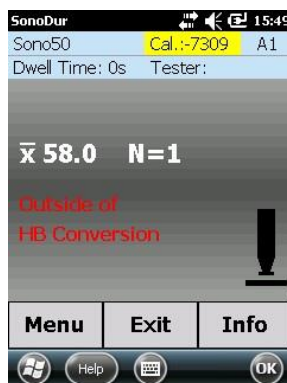 SonoDur 15:49
Sono50 Cal.:-7309 A1
Dwell Time: 0s Tester:
x̅ 58.0 N=1
Outside of
HB Conversion
Menu Exit Info
Help OK